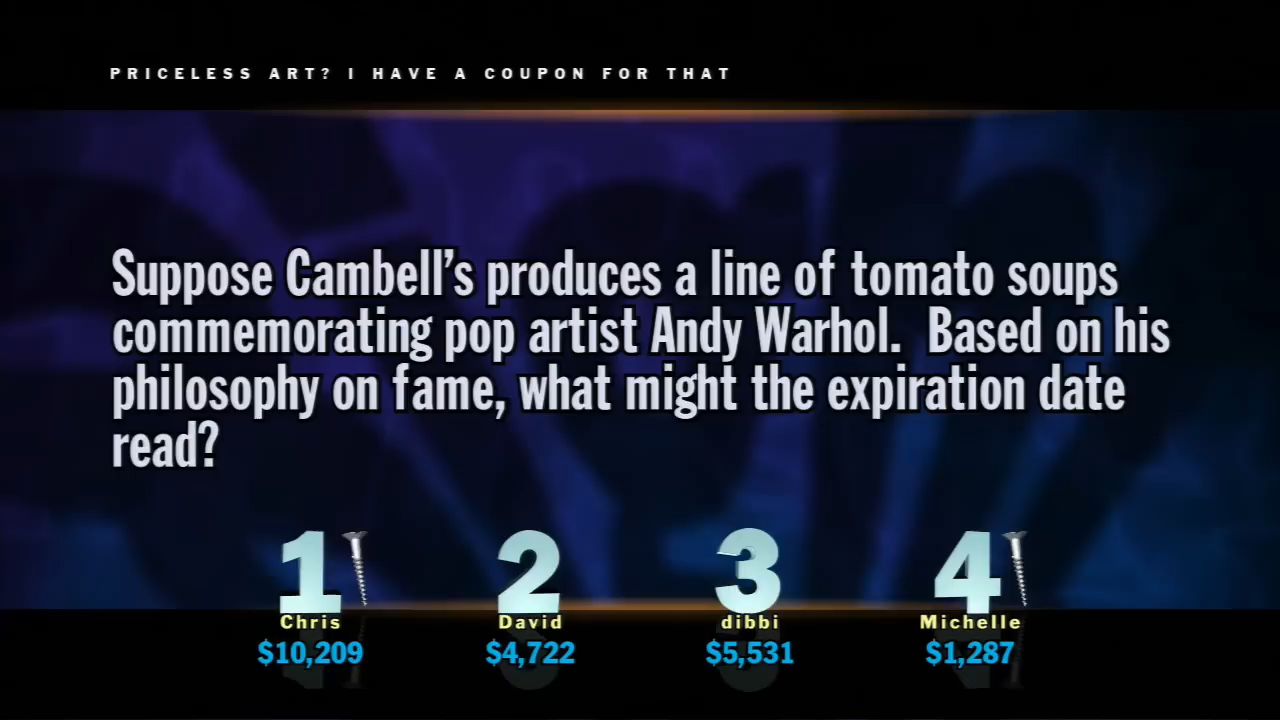 PRICELESS ART? I HAVE A COUPON FOR THAT
Suppose Cambell's produces a line of tomato soups
commemorating pop artist Andy Warhol.  Based on his
philosophy on fame, what might the expiration date
read?
1 2 3 4
Chris David dibbi Michelle
$10,209 $4,722 $5,531 $1,287